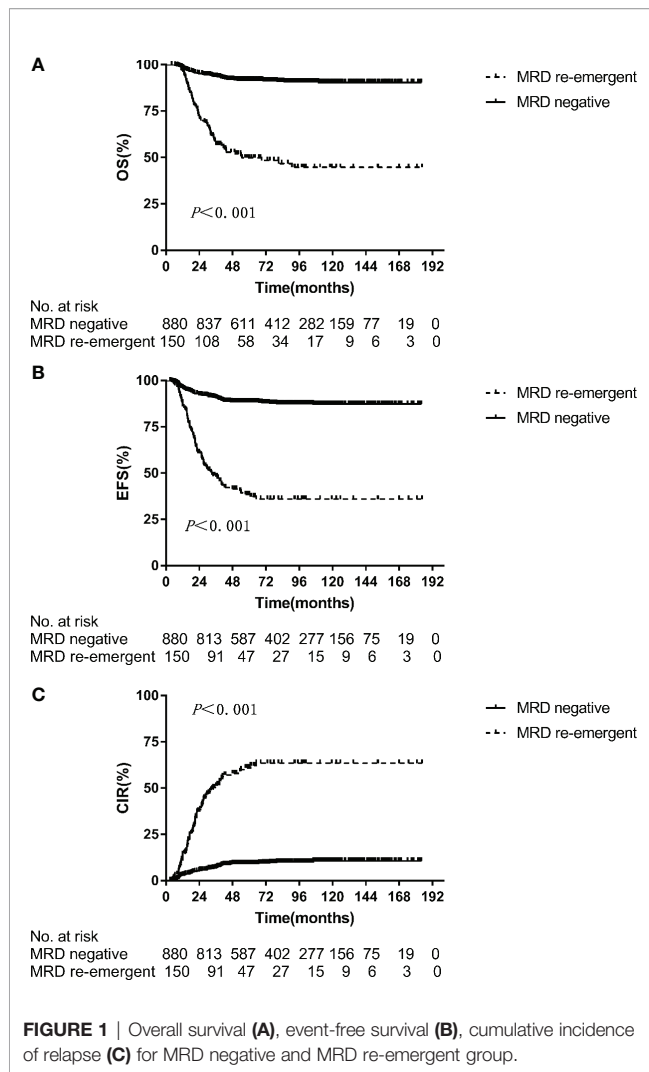 A
100
75
50
25
0
OS(%)
P<0.001
MRD re-emergent
MRD negative
0 24 48 72 96 120 144 168 192
Time(months)
No. at risk
MRD negative 880 837 611 412 282 159 77 19 0
MRD re-emergent 150 108 58 34 17 9 6 3 0
B
100
75
50
25
0
EFS(%)
P<0.001
MRD re-emergent
MRD negative
0 24 48 72 96 120 144 168 192
Time(months)
No. at risk
MRD negative 880 813 587 402 277 156 75 19 0
MRD re-emergent 150 91 47 27 15 9 6 3 0
C
100
75
50
25
0
CIR(%)
P<0.001
MRD negative
MRD re-emergent
0 24 48 72 96 120 144 168 192
Time(months)
No. at risk
MRD negative 880 813 587 402 277 156 75 19 0
MRD re-emergent 150 91 47 27 15 9 6 3 0
FIGURE 1 | Overall survival (A), event-free survival (B), cumulative incidence
of relapse (C) for MRD negative and MRD re-emergent group.